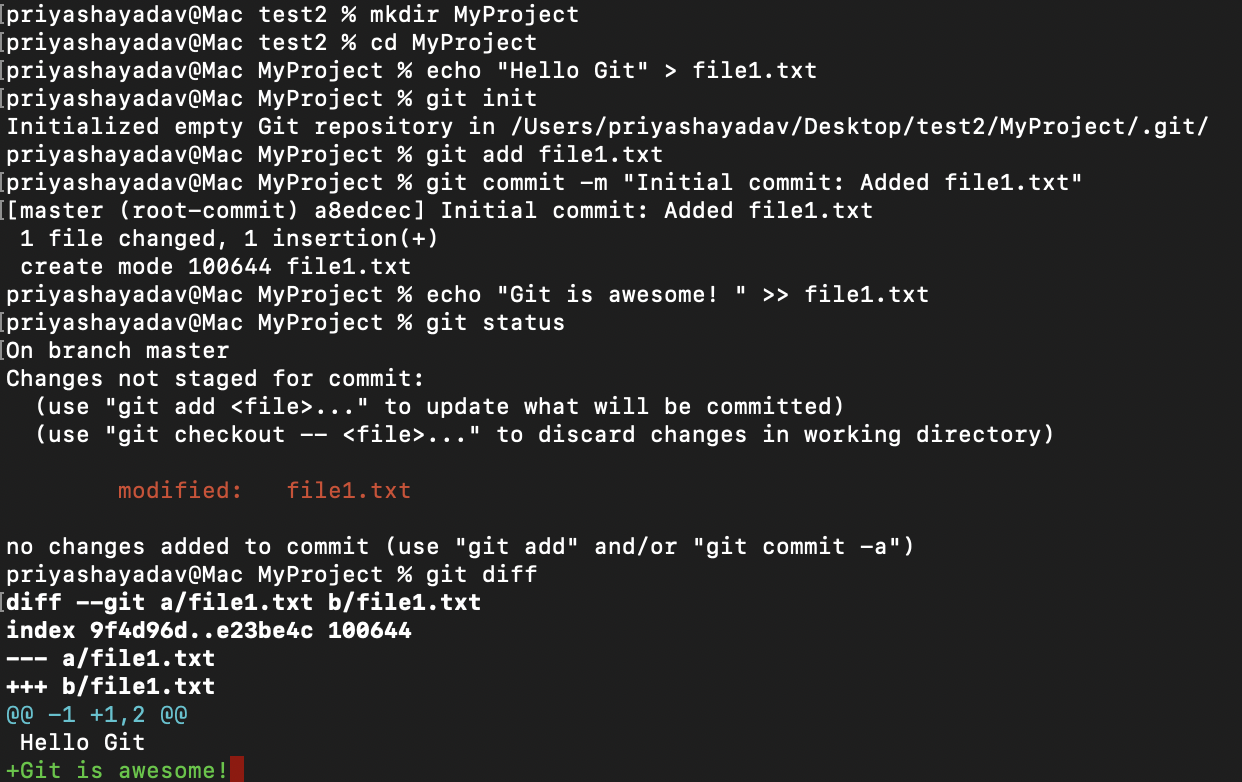 [priyashayadav@Mac test2 % mkdir MyProject
[priyashayadav@Mac test2 % cd MyProject
[priyashayadav@Mac MyProject % echo "Hello Git" > file1.txt
[priyashayadav@Mac MyProject % git init
Initialized empty Git repository in /Users/priyashayadav/Desktop/test2/MyProject/.git/
priyashayadav@Mac MyProject % git add file1.txt
[priyashayadav@Mac MyProject % git commit -m "Initial commit: Added file1.txt"
[[master (root-commit) a8edcec] Initial commit: Added file1.txt
 1 file changed, 1 insertion(+)
 create mode 100644 file1.txt
priyashayadav@Mac MyProject % echo "Git is awesome! " >> file1.txt
[priyashayadav@Mac MyProject % git status
[On branch master
Changes not staged for commit:
  (use "git add <file>..." to update what will be committed)
  (use "git checkout -- <file>..." to discard changes in working directory)
        modified:   file1.txt
no changes added to commit (use "git add" and/or "git commit -a")
priyashayadav@Mac MyProject % git diff
[diff --git a/file1.txt b/file1.txt
index 9f4d96d..e23be4c 100644
--- a/file1.txt
+++ b/file1.txt
@@ -1 +1,2 @@
 Hello Git
+Git is awesome!